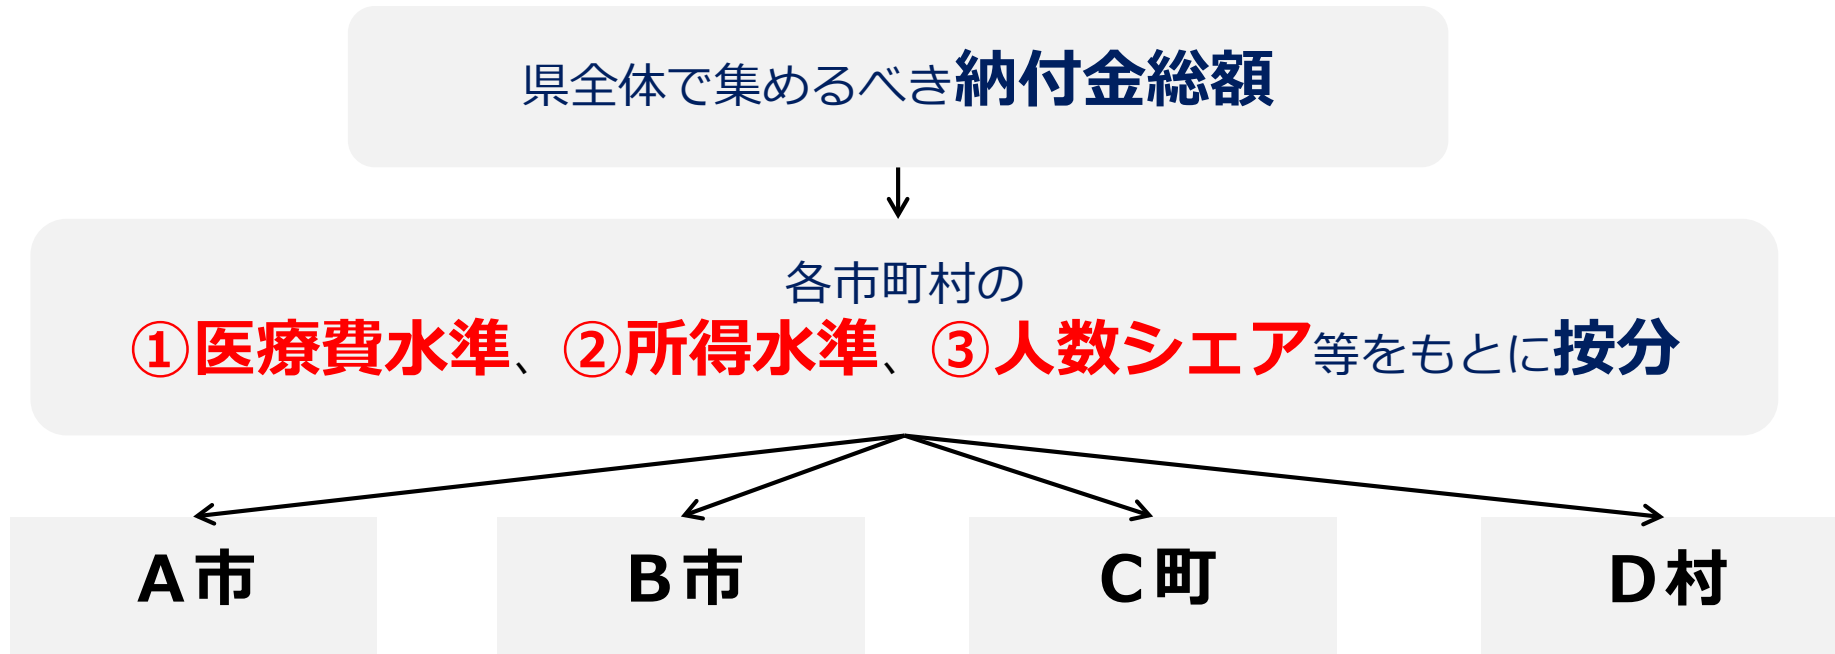 県全体で集めるべき納付金総額
各市町村の
①医療費水準、②所得水準、③人数シェア等をもとに按分
A市
B市
C町
D村